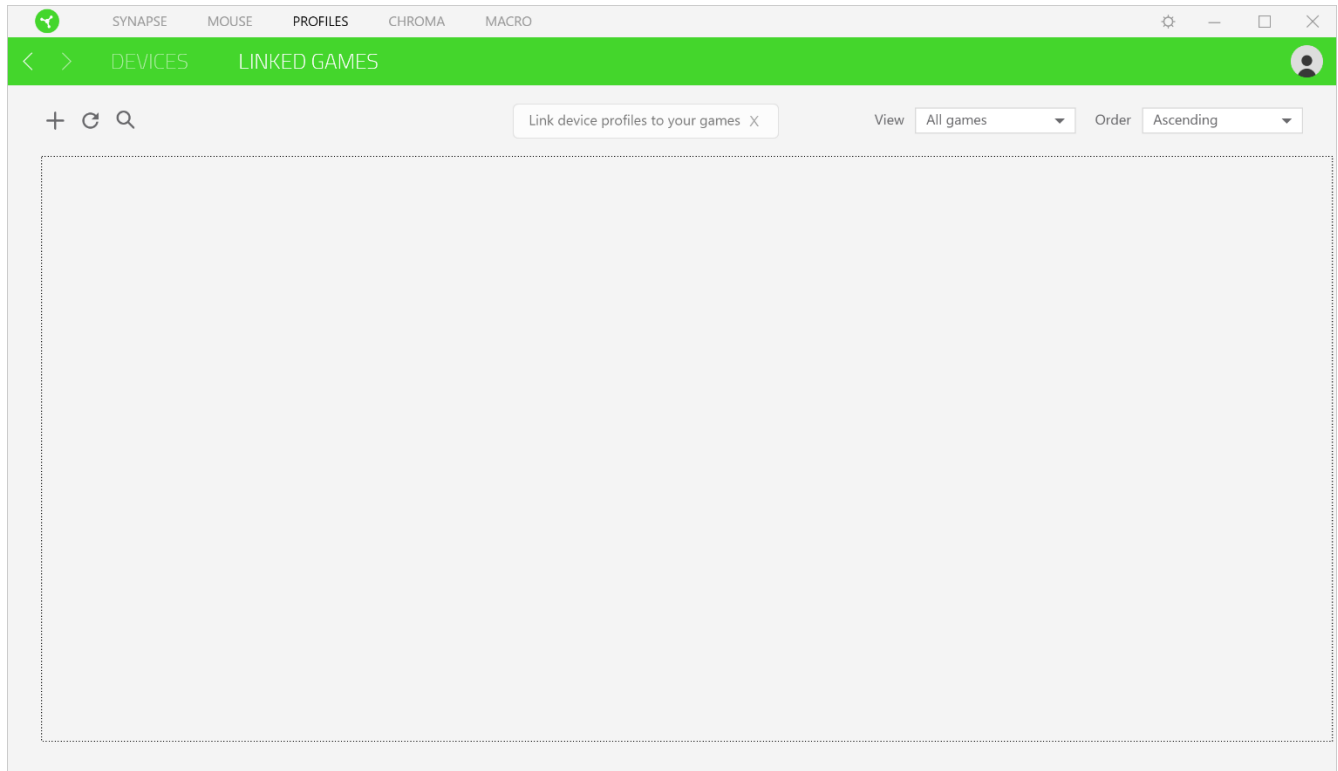 SYNAPSE MOUSE PROFILES CHROMA MACRO
DEVICES LINKED GAMES
Link device profiles to your games X View All games Order Ascending